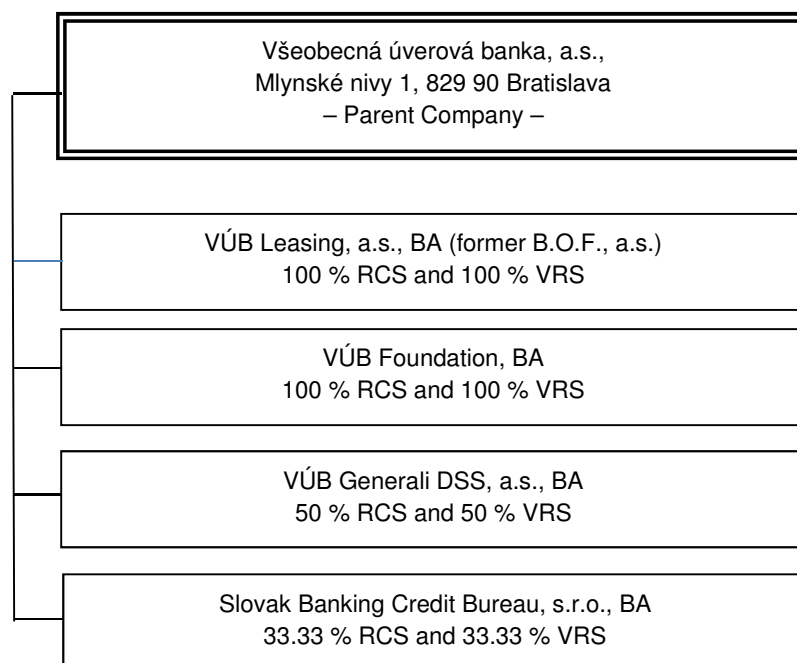 Všeobecná úverová banka, a.s.,
Mlynské nivy 1, 829 90 Bratislava
– Parent Company –
VÚB Leasing, a.s., BA (former B.O.F., a.s.)
100 % RCS and 100 % VRS
VÚB Foundation, BA
100 % RCS and 100 % VRS
VÚB Generali DSS, a.s., BA
50 % RCS and 50 % VRS
Slovak Banking Credit Bureau, s.r.o., BA
33.33 % RCS and 33.33 % VRS